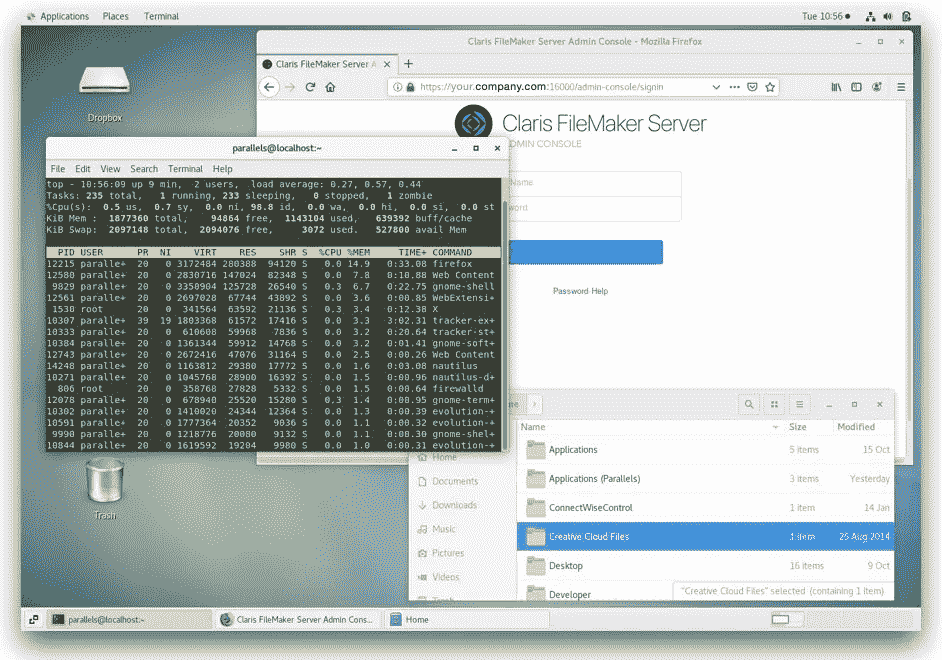 Applications Places Terminal Tue 10:56
Claris FileMaker Server Admin Console - Mozilla Firefox
Claris FileMaker Server A
https://your.company.com:16000/admin-console/signin
Dropbox
Claris FileMaker Server
DMIN CONSOLE
Name
word
Password Help
parallels@localhost:~
File Edit View Search Terminal Help
top - 10:56:09 up 9 min, 2 users, load average: 0.27, 0.57, 0.44
Tasks: 235 total, 1 running, 233 sleeping, 0 stopped, 1 zombie
%Cpu(s): 0.5 us, 0.7 sy, 0.0 ni, 98.8 id, 0.0 wa, 0.0 hi, 0.0 si, 0.0 st
KiB Mem : 1877360 total, 94864 free, 1143104 used, 639392 buff/cache
KiB Swap: 2097148 total, 2094076 free, 3072 used. 527800 avail Mem
PID USER PR NI VIRT RES SHR S %CPU %MEM TIME+ COMMAND
12215 paralle+ 20 0 3172484 280388 94120 S 0.0 14.9 0:33.08 firefox
12580 paralle+ 20 0 2830716 147024 82348 S 0.0 7.8 0:10.88 Web Content
9829 paralle+ 20 0 3350904 125728 26540 S 0.3 6.7 0:22.75 gnome-shell
12561 paralle+ 20 0 2697028 67744 43892 S 0.0 3.6 0:00.85 WebExtensi+
1530 root 20 0 341564 63592 21136 S 0.3 3.4 0:12.38 X
10307 paralle+ 39 19 1803368 61572 17416 S 0.0 3.3 3:02.31 tracker-ex+
10333 paralle+ 20 0 610608 59968 7836 S 0.0 3.2 0:20.64 tracker-st+
10384 paralle+ 20 0 1361344 59912 14768 S 0.0 3.2 0:01.41 gnome-soft+
12743 paralle+ 20 0 2672416 47076 31164 S 0.0 2.5 0:00.26 Web Content
14248 paralle+ 20 0 1163812 29380 17772 S 0.0 1.6 0:03.08 nautilus
10271 paralle+ 20 0 1045768 28900 16392 S 0.0 1.5 0:00.96 nautilus-d+
806 root 20 0 358768 27828 5332 S 0.0 1.5 0:00.64 firewalld
12078 paralle+ 20 0 678940 25520 15280 S 0.3 1.4 0:00.95 gnome-term+
10302 paralle+ 20 0 1410020 24344 12364 S 0.0 1.3 0:00.39 evolution-+
10591 paralle+ 20 0 1777364 20352 9036 S 0.0 1.1 0:00.32 evolution-+
9990 paralle+ 20 0 1218776 20080 9132 S 0.0 1.1 0:00.30 gnome-shel+
10844 paralle+ 20 0 1619592 19204 9980 S 0.0 1.0 0:00.31 evolution-+
Name Size Modified
Home
Documents
Downloads
Music
Pictures
Videos
Trash
Applications 5 items 15 Oct
Applications (Parallels) 3 items Yesterday
ConnectWiseControl 1 item 14 Jan
Creative Cloud Files 1 item 25 Aug 2014
Desktop 16 items 9 Oct
Developer
"Creative Cloud Files" selected (containing 1 item)
Trash
parallels@localhost:~ Claris FileMaker Server Admin Cons... Home